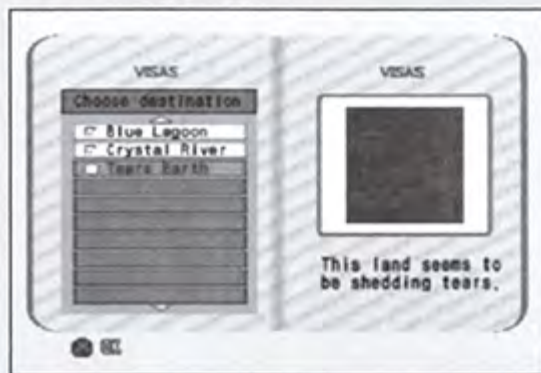 VISAS
Choose destination
Blue Lagoon
Crystal River
Tears Earth
VISAS
This land seems to
be shedding tears.
OK